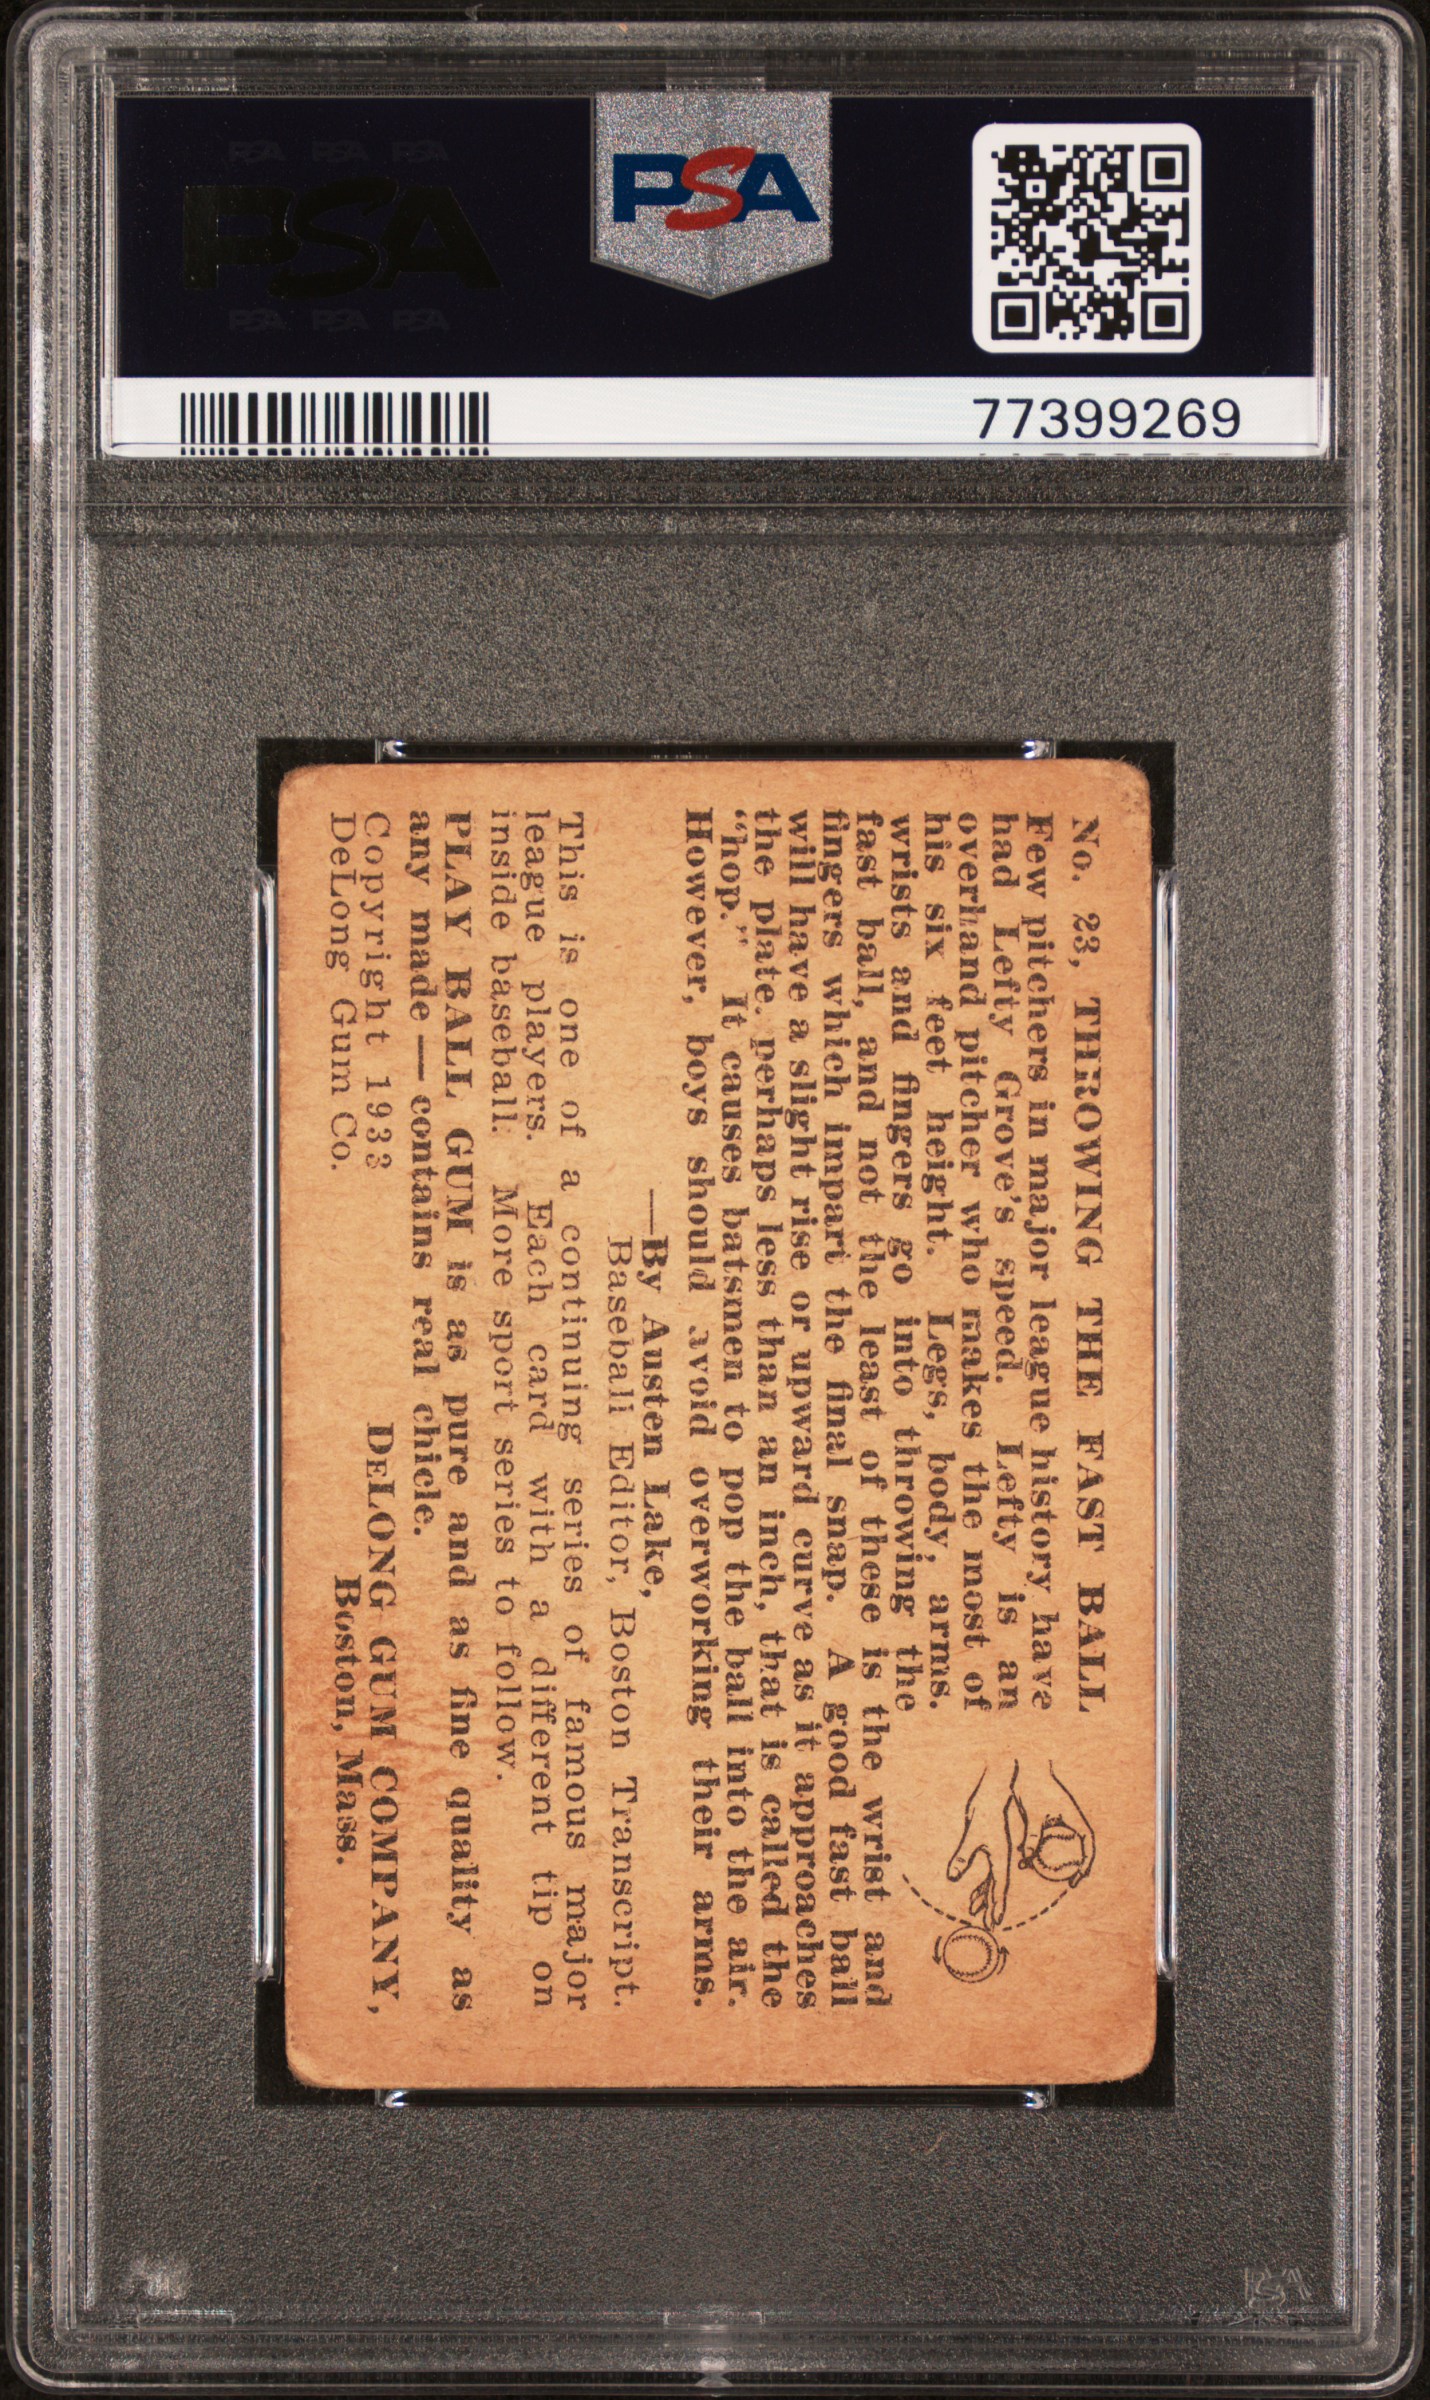 PSA PSA PSA
PSA
PSA PSA PSA
PSA
77399269
No. 23, THROWING THE FAST BALL
Few pitchers in major league history have
had Lefty Grove's speed. Lefty is an
overhand pitcher who makes the most of
his six feet height. Legs, body, arms.
wrists and fingers go into throwing the
fast ball, and not the least of these is the wrist and
fingers which impart the final snap. A good fast ball
will have a slight rise or upward curve as it approaches
the plate. perhaps less than an inch, that is called the
"hop." It causes batsmen to pop the ball into the air.
However, boys should avoid overworking their arms.
—By Austen Lake,
Baseball Editor, Boston Transcript.
This is one of a continuing series of famous major
league players. Each card with a different tip on
inside baseball. More sport series to follow.
PLAY BALL GUM is as pure and as fine quality as
any made — contains real chicle.
Copyright 1933
DeLong Gum Co.
DELONG GUM COMPANY,
Boston, Mass.
PSA